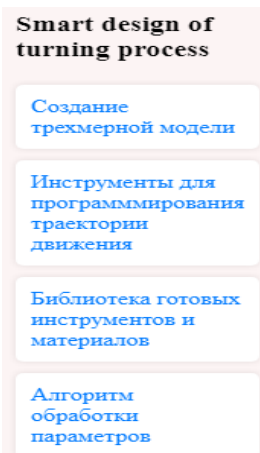 Smart design of
turning process
Создание
трехмерной модели
Инструменты для
программмирования
траектории
движения
Библиотека готовых
инструментов и
материалов
Алгоритм
обработки
параметров